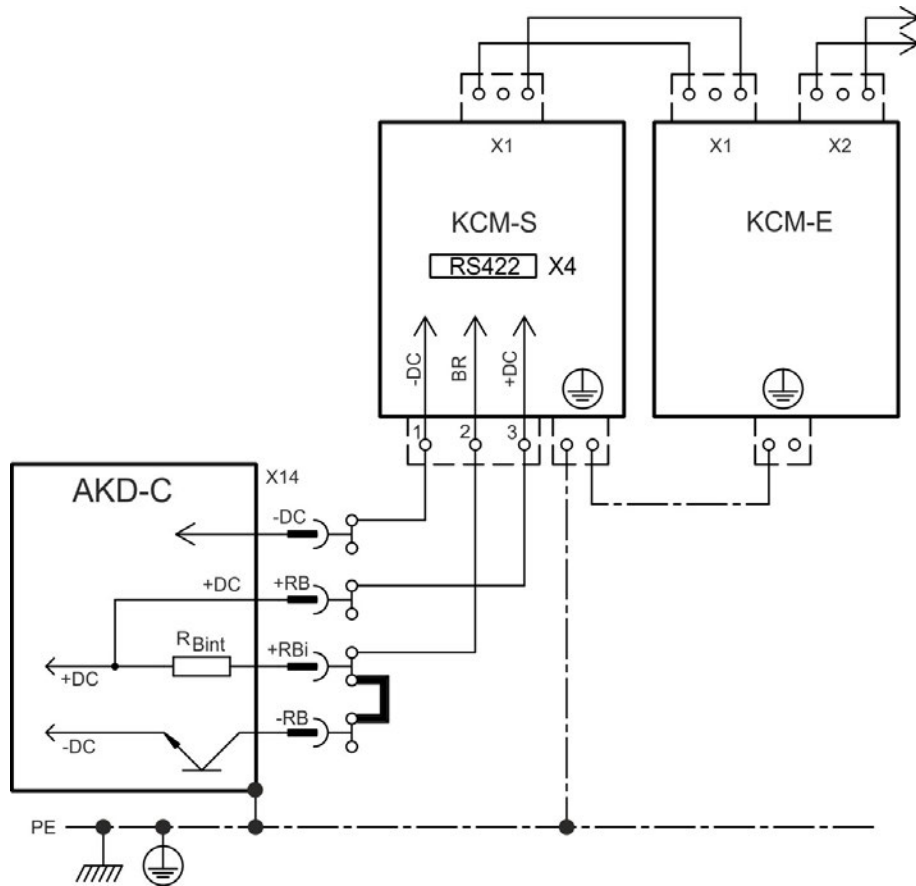 X1
X1 X2
KCM-S
KCM-E
RS422 X4
-DC
BR
+DC
1 2 3
AKD-C
X14
-DC
+DC
+RB
RBint
+RBi
+DC
-RB
-DC
PE